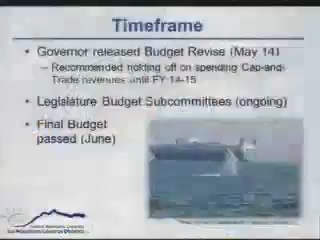 Timeframe
• Governor released Budget Revise (May 14)
– Recommended holding off on spending Cap-and-
Trade revenues until FY 14-15
• Legislature Budget Subcommittees (ongoing)
• Final Budget
passed (June)